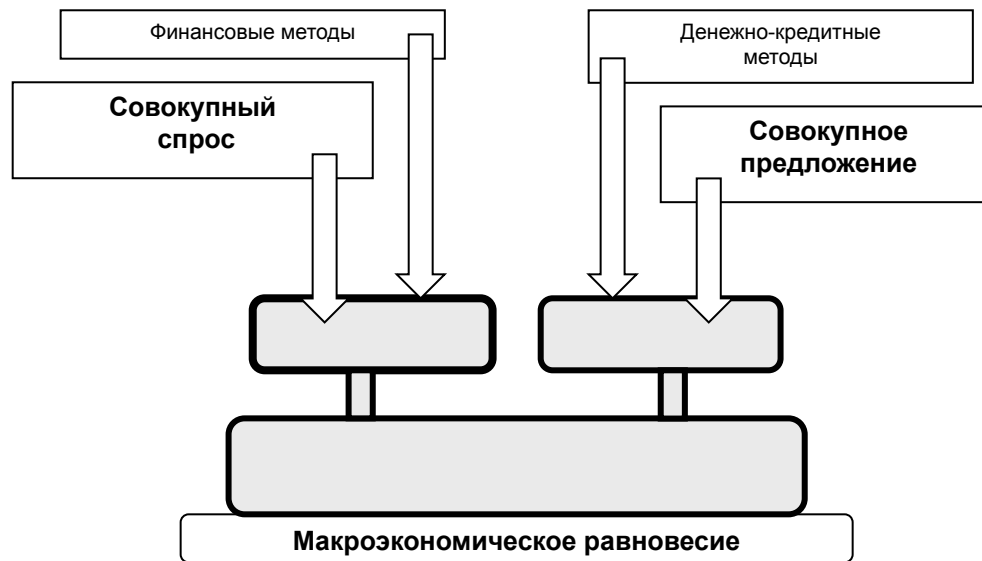 Финансовые методы
Денежно-кредитные
методы
Совокупный
спрос
Совокупное
предложение
Макроэкономическое равновесие